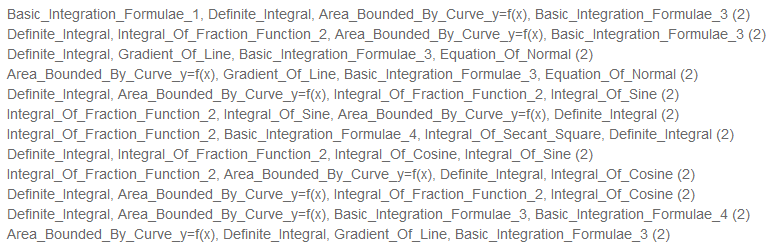 Basic_Integration_Formulae_1, Definite_Integral, Area_Bounded_By_Curve_y=f(x), Basic_Integration_Formulae_3 (2)
Definite_Integral, Integral_Of_Fraction_Function_2, Area_Bounded_By_Curve_y=f(x), Basic_Integration_Formulae_3 (2)
Definite_Integral, Gradient_Of_Line, Basic_Integration_Formulae_3, Equation_Of_Normal (2)
Area_Bounded_By_Curve_y=f(x), Gradient_Of_Line, Basic_Integration_Formulae_3, Equation_Of_Normal (2)
Definite_Integral, Area_Bounded_By_Curve_y=f(x), Integral_Of_Fraction_Function_2, Integral_Of_Sine (2)
Integral_Of_Fraction_Function_2, Integral_Of_Sine, Area_Bounded_By_Curve_y=f(x), Definite_Integral (2)
Integral_Of_Fraction_Function_2, Basic_Integration_Formulae_4, Integral_Of_Secant_Square, Definite_Integral (2)
Definite_Integral, Integral_Of_Fraction_Function_2, Integral_Of_Cosine, Integral_Of_Sine (2)
Integral_Of_Fraction_Function_2, Area_Bounded_By_Curve_y=f(x), Definite_Integral, Integral_Of_Cosine (2)
Definite_Integral, Area_Bounded_By_Curve_y=f(x), Integral_Of_Fraction_Function_2, Integral_Of_Cosine (2)
Definite_Integral, Area_Bounded_By_Curve_y=f(x), Basic_Integration_Formulae_3, Basic_Integration_Formulae_4 (2)
Area_Bounded_By_Curve_y=f(x), Definite_Integral, Gradient_Of_Line, Basic_Integration_Formulae_3 (2)